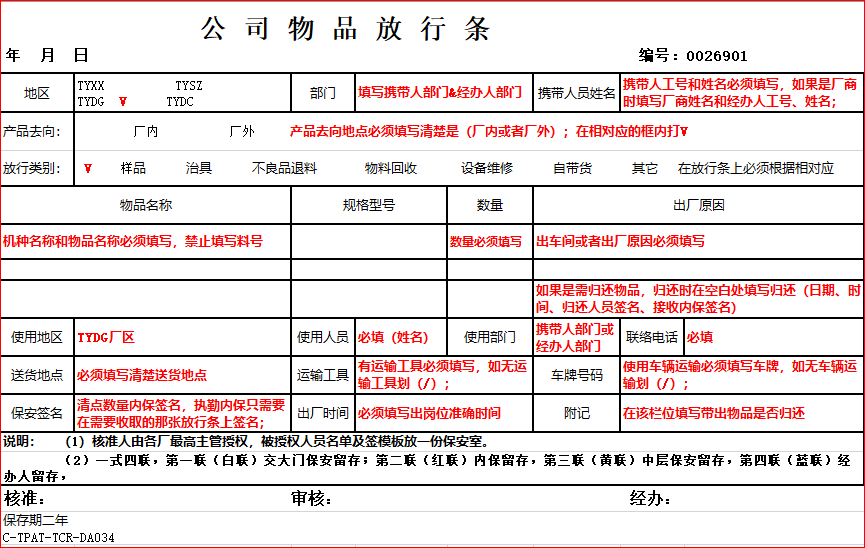 公 司 物 品 放 行 条
年 月 日 编号: 0026901
地区 TYXX TYSZ
TYDG V TYDC
部门 填写携带人部门&经办人部门 携带人员姓名 携带人工号和姓名必须填写，如果是厂商
时填写厂商姓名和经办人工号、姓名；
产品去向： 厂内 厂外 产品去向地点必须填写清楚是（厂内或者厂外）；在相对应的框内打V
放行类别： V 样品 治具 不良品退料 物料回收 设备维修 自带货 其它 在放行条上必须根据相对应
物品名称 规格型号 数量 出厂原因
机种名称和物品名称必须填写，禁止填写料号 数量必须填写 出车间或者出厂原因必须填写
如果是需归还物品，归还时在空白处填写归还（日期、时
间、归还人员签名、接收内保签名）
使用地区 TYDG厂区 使用人员 必填（姓名） 使用部门 携带人部门或
经办人部门 联络电话 必填
送货地点 必须填写清楚送货地点 运输工具 有运输工具必须填写，如无运
输工具划（/）； 车牌号码 使用车辆运输必须填写车牌，如无车辆运
输划（/）；
保安签名 清点数量内保签名，执勤内保只需要
在需要收取的那张放行条上签名； 出厂时间 必须填写出岗位准确时间 附记 在该栏位填写带出物品是否归还
说明： （1）核准人由各厂最高主管授权，被授权人员名单及签模板放一份保安室。
（2）一式四联，第一联（白联）交大门保安留存；第二联（红联）内保留存，第三联（黄联）中层保安留存，第四联（蓝联）经
办人留存，
核准： 审核： 经办：
保存期二年
C-TPAT-TCR-DA034